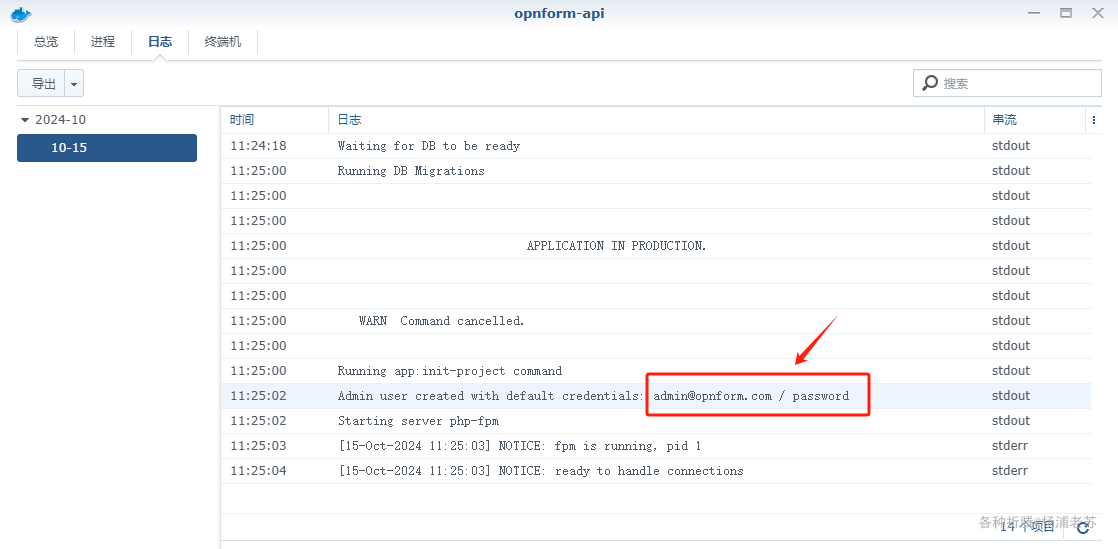 opnform-api
总览 进程 日志 终端机
导出 搜索
2024-10
10-15
时间 日志 串流
11:24:18 Waiting for DB to be ready stdout
11:25:00 Running DB Migrations stdout
11:25:00 stdout
11:25:00 stdout
11:25:00 APPLICATION IN PRODUCTION. stdout
11:25:00 stdout
11:25:00 stdout
11:25:00 WARN Command cancelled. stdout
11:25:00 stdout
11:25:00 Running app:init-project command stdout
11:25:02 Admin user created with default credentials: admin@opnform.com / password stdout
11:25:02 Starting server php-fpm stdout
11:25:03 [15-Oct-2024 11:25:03] NOTICE: fpm is running, pid 1 stderr
11:25:04 [15-Oct-2024 11:25:03] NOTICE: ready to handle connections stderr
14 个项目
各种折腾@杨浦老苏